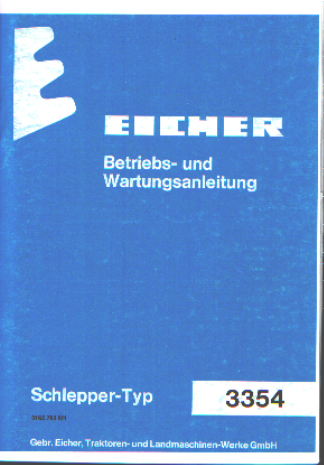 EICHER
Betriebs- und
Wartungsanleitung
Schlepper-Typ
3354
Gebr. Eicher, Traktoren- und Landmaschinen-Werke GmbH